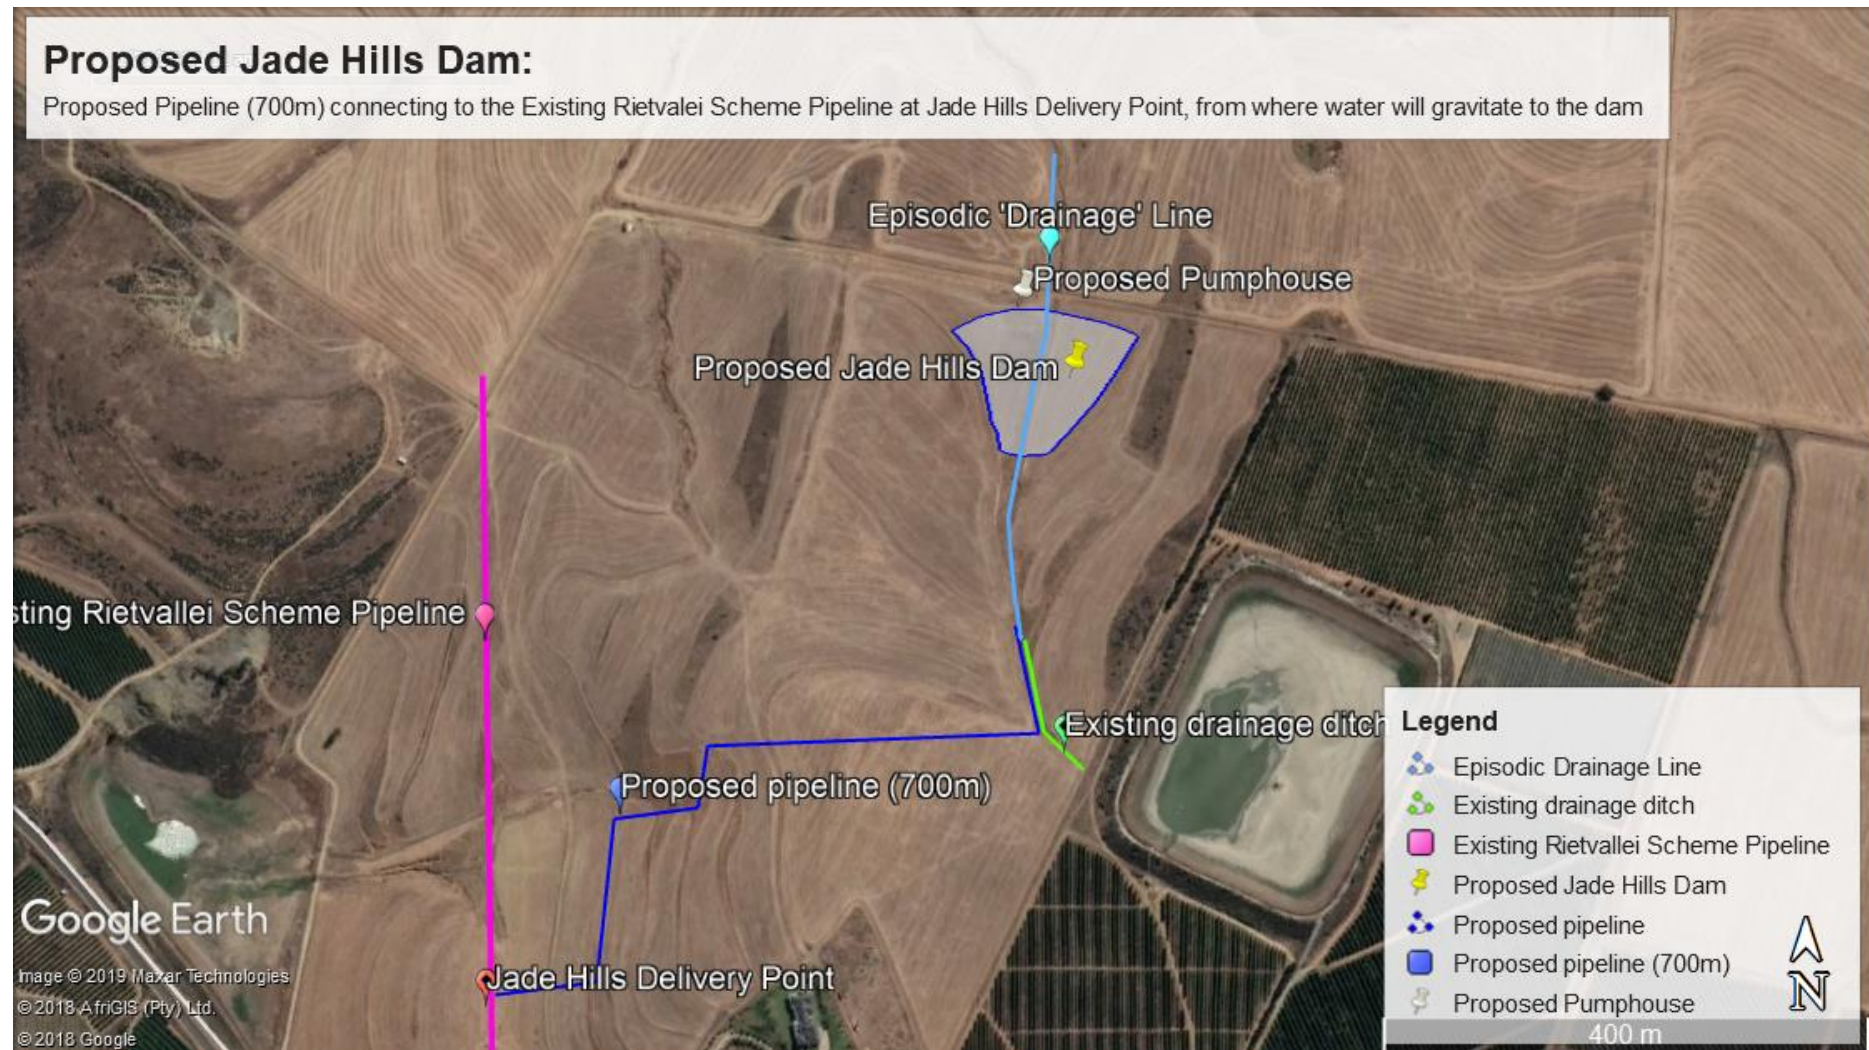 Proposed Jade Hills Dam:
Proposed Pipeline (700m) connecting to the Existing Rietvalei Scheme Pipeline at Jade Hills Delivery Point, from where water will gravitate to the dam
Episodic 'Drainage' Line
Proposed Pumphouse
Proposed Jade Hills Dam
sting Rietvallei Scheme Pipeline
Existing drainage ditch
Proposed pipeline (700m)
Jade Hills Delivery Point
Legend
Episodic Drainage Line
Existing drainage ditch
Existing Rietvallei Scheme Pipeline
Proposed Jade Hills Dam
Proposed pipeline
Proposed pipeline (700m)
Proposed Pumphouse
N
400 m
Google Earth
Image © 2019 Maxar Technologies
© 2018 AfriGIS (Pty) Ltd.
© 2018 Google